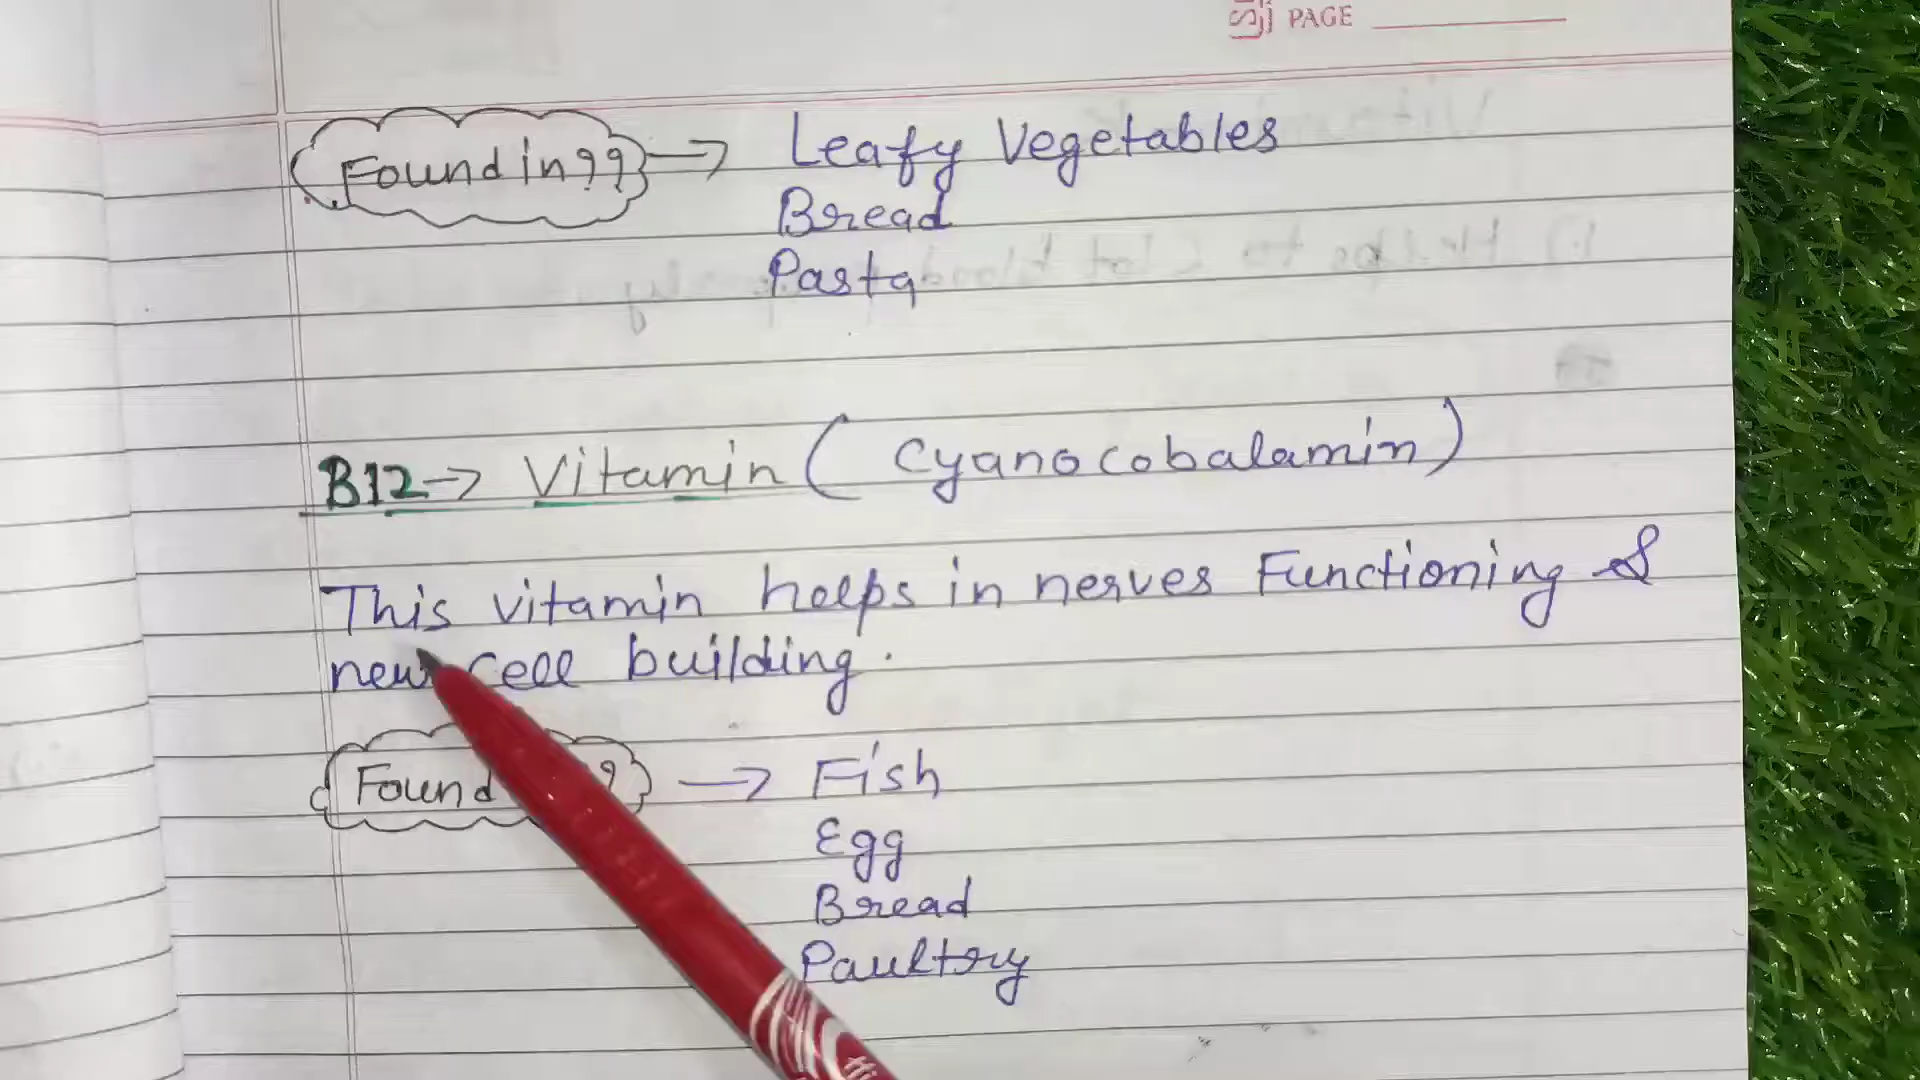 PAGE
Found in ?? → Leafy Vegetables
Bread
Pasta
B12 → Vitamin ( Cyanocobalamin )
This vitamin helps in nerves Functioning &
new cell building.
Found ? → Fish
Egg
Bread
Paultry